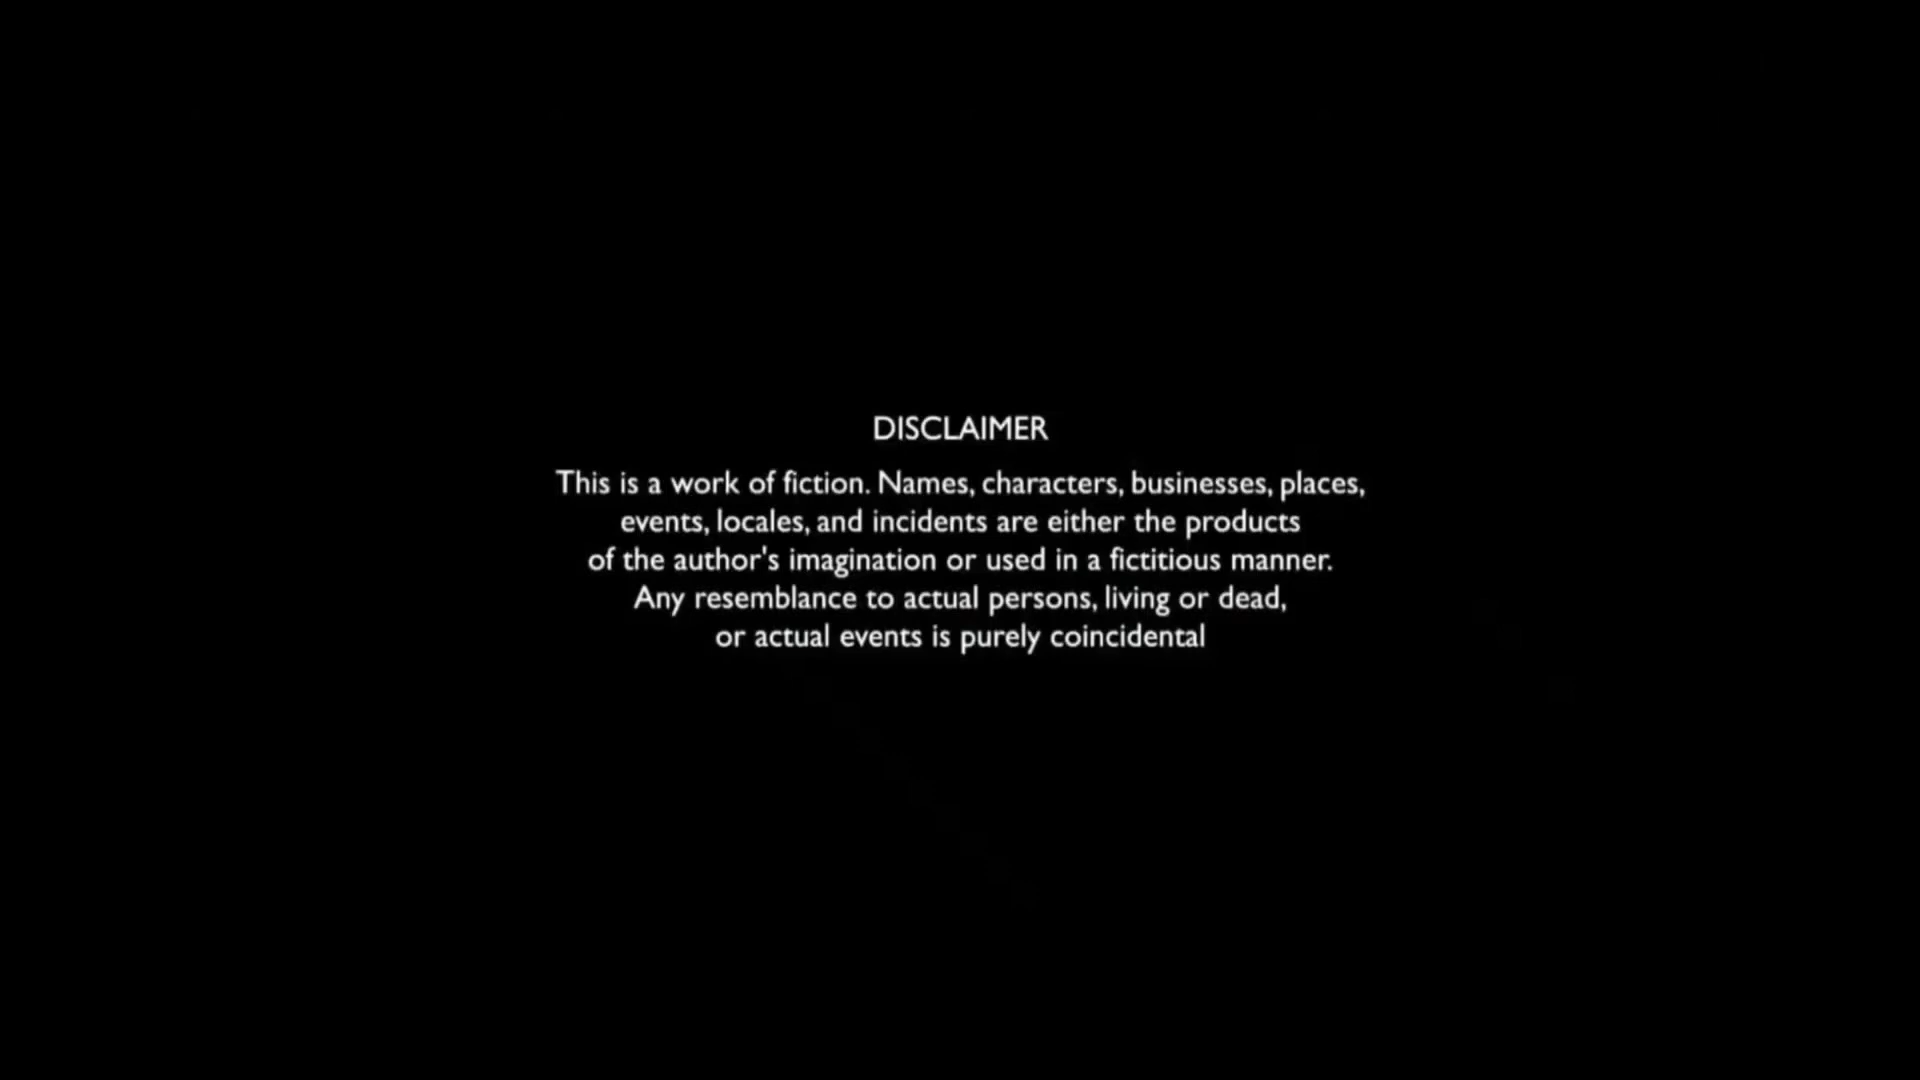 DISCLAIMER
This is a work of fiction. Names, characters, businesses, places,
events, locales, and incidents are either the products
of the author's imagination or used in a fictitious manner.
Any resemblance to actual persons, living or dead,
or actual events is purely coincidental